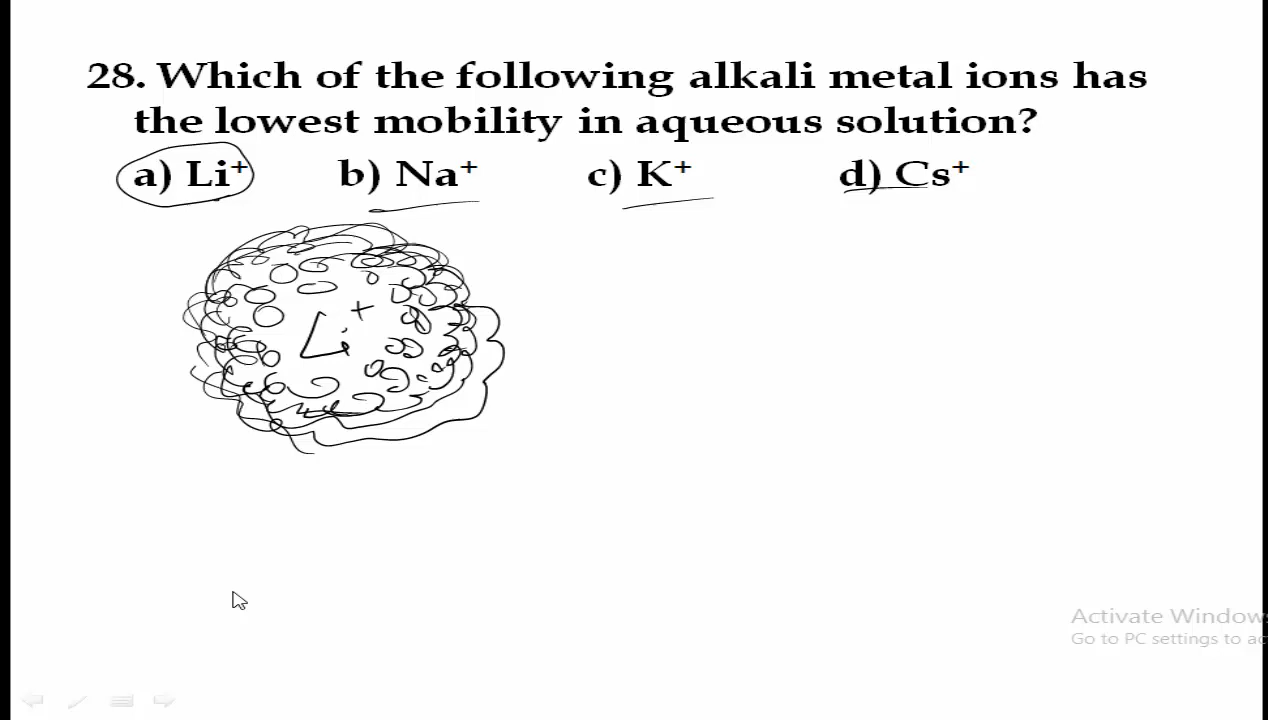 28. Which of the following alkali metal ions has
the lowest mobility in aqueous solution?
a) Li⁺ b) Na⁺ c) K⁺ d) Cs⁺
Li⁺
Activate Windows
Go to PC settings to ac